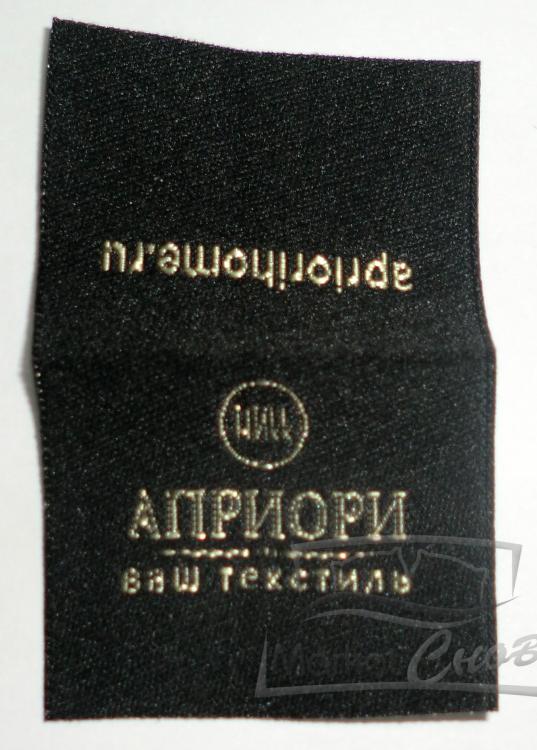 apriorihome.ru
АПРИОРИ
ваш текстиль